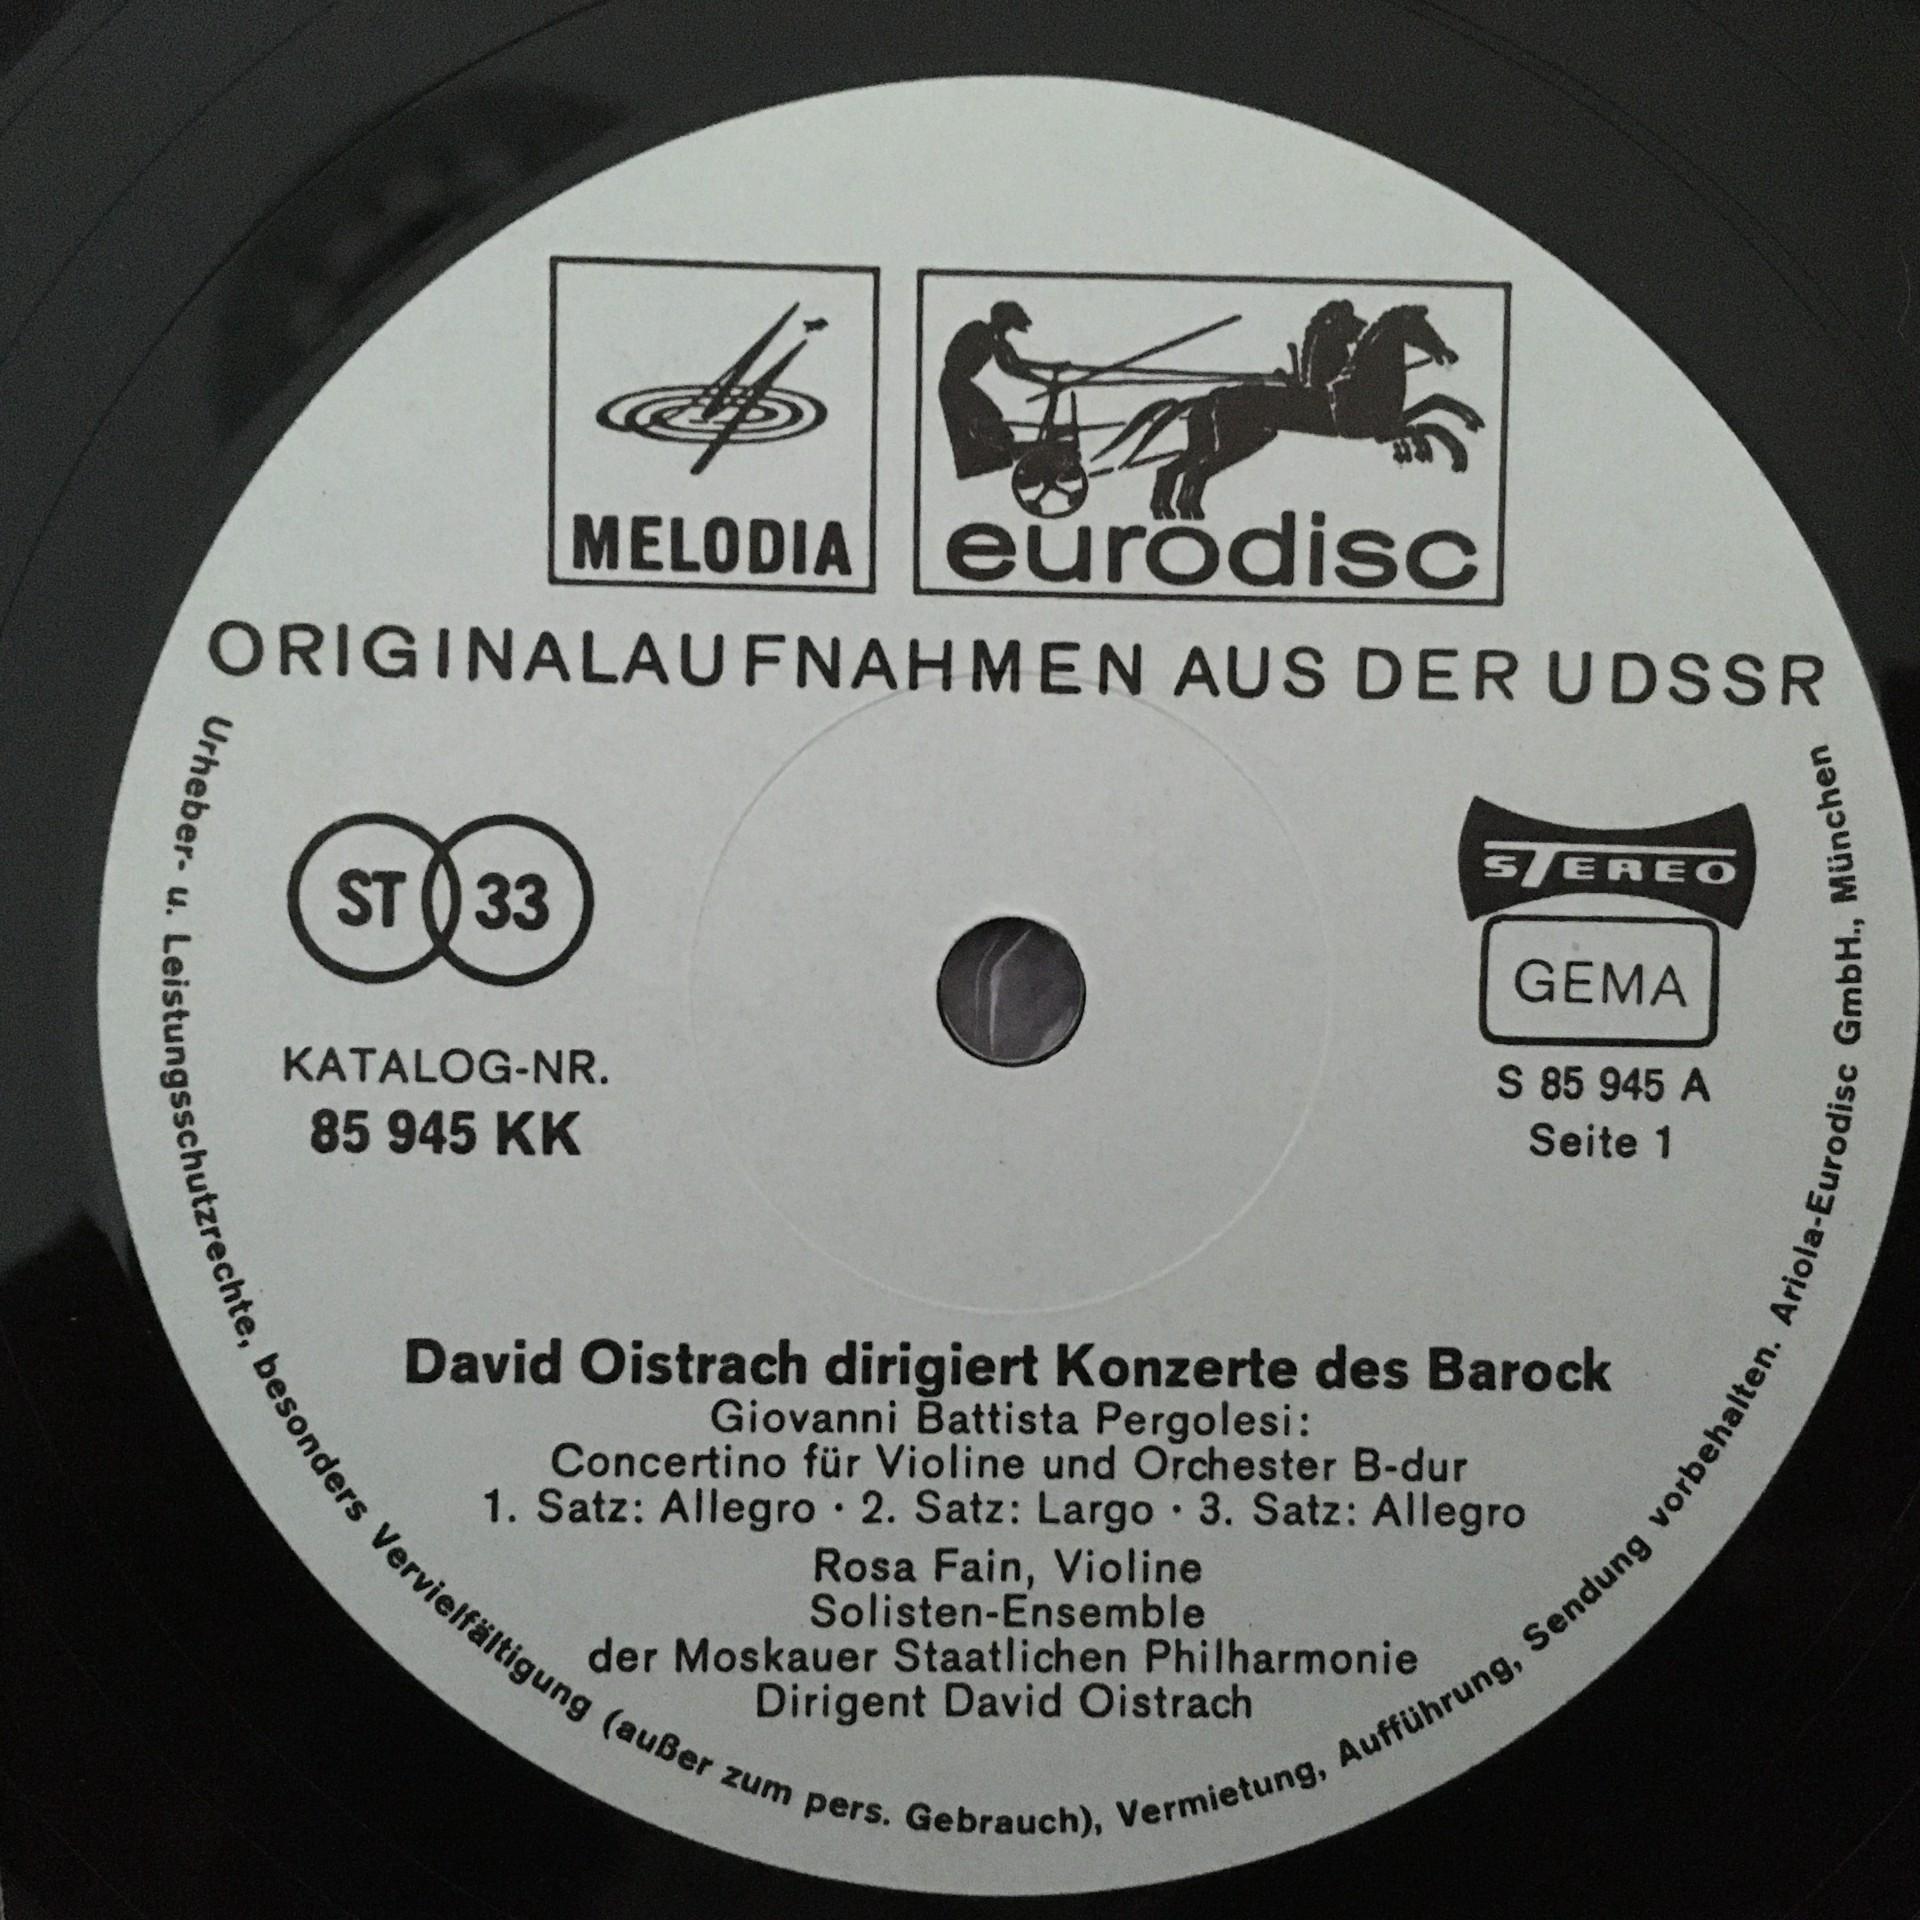 MELODIA
eurodisc
ORIGINALAUFNAHMEN AUS DER UDSSR
ST 33
KATALOG-NR.
85 945 KK
STEREO
GEMA
S 85 945 A
Seite 1
David Oistrach dirigiert Konzerte des Barock
Giovanni Battista Pergolesi:
Concertino für Violine und Orchester B-dur
1. Satz: Allegro · 2. Satz: Largo · 3. Satz: Allegro
Rosa Fain, Violine
Solisten-Ensemble
der Moskauer Staatlichen Philharmonie
Dirigent David Oistrach
Urheber- u. Leistungsschutzrechte, besonders Vervielfältigung (außer zum pers. Gebrauch), Vermietung, Aufführung, Sendung vorbehalten. Ariola-Eurodisc GmbH., München